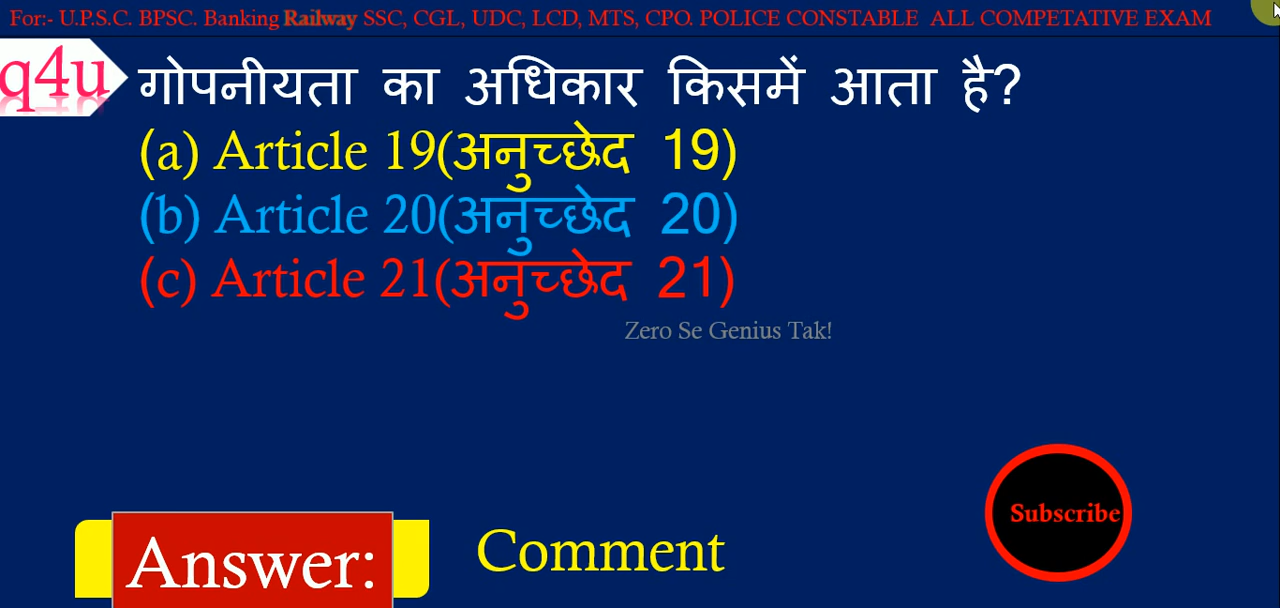 For:- U.P.S.C. BPSC. Banking Railway SSC, CGL, UDC, LCD, MTS, CPO. POLICE CONSTABLE ALL COMPETATIVE EXAM
q4u गोपनीयता का अधिकार किसमें आता है?
(a) Article 19(अनुच्छेद 19)
(b) Article 20(अनुच्छेद 20)
(c) Article 21(अनुच्छेद 21)
Zero Se Genius Tak!
Subscribe
Answer: Comment